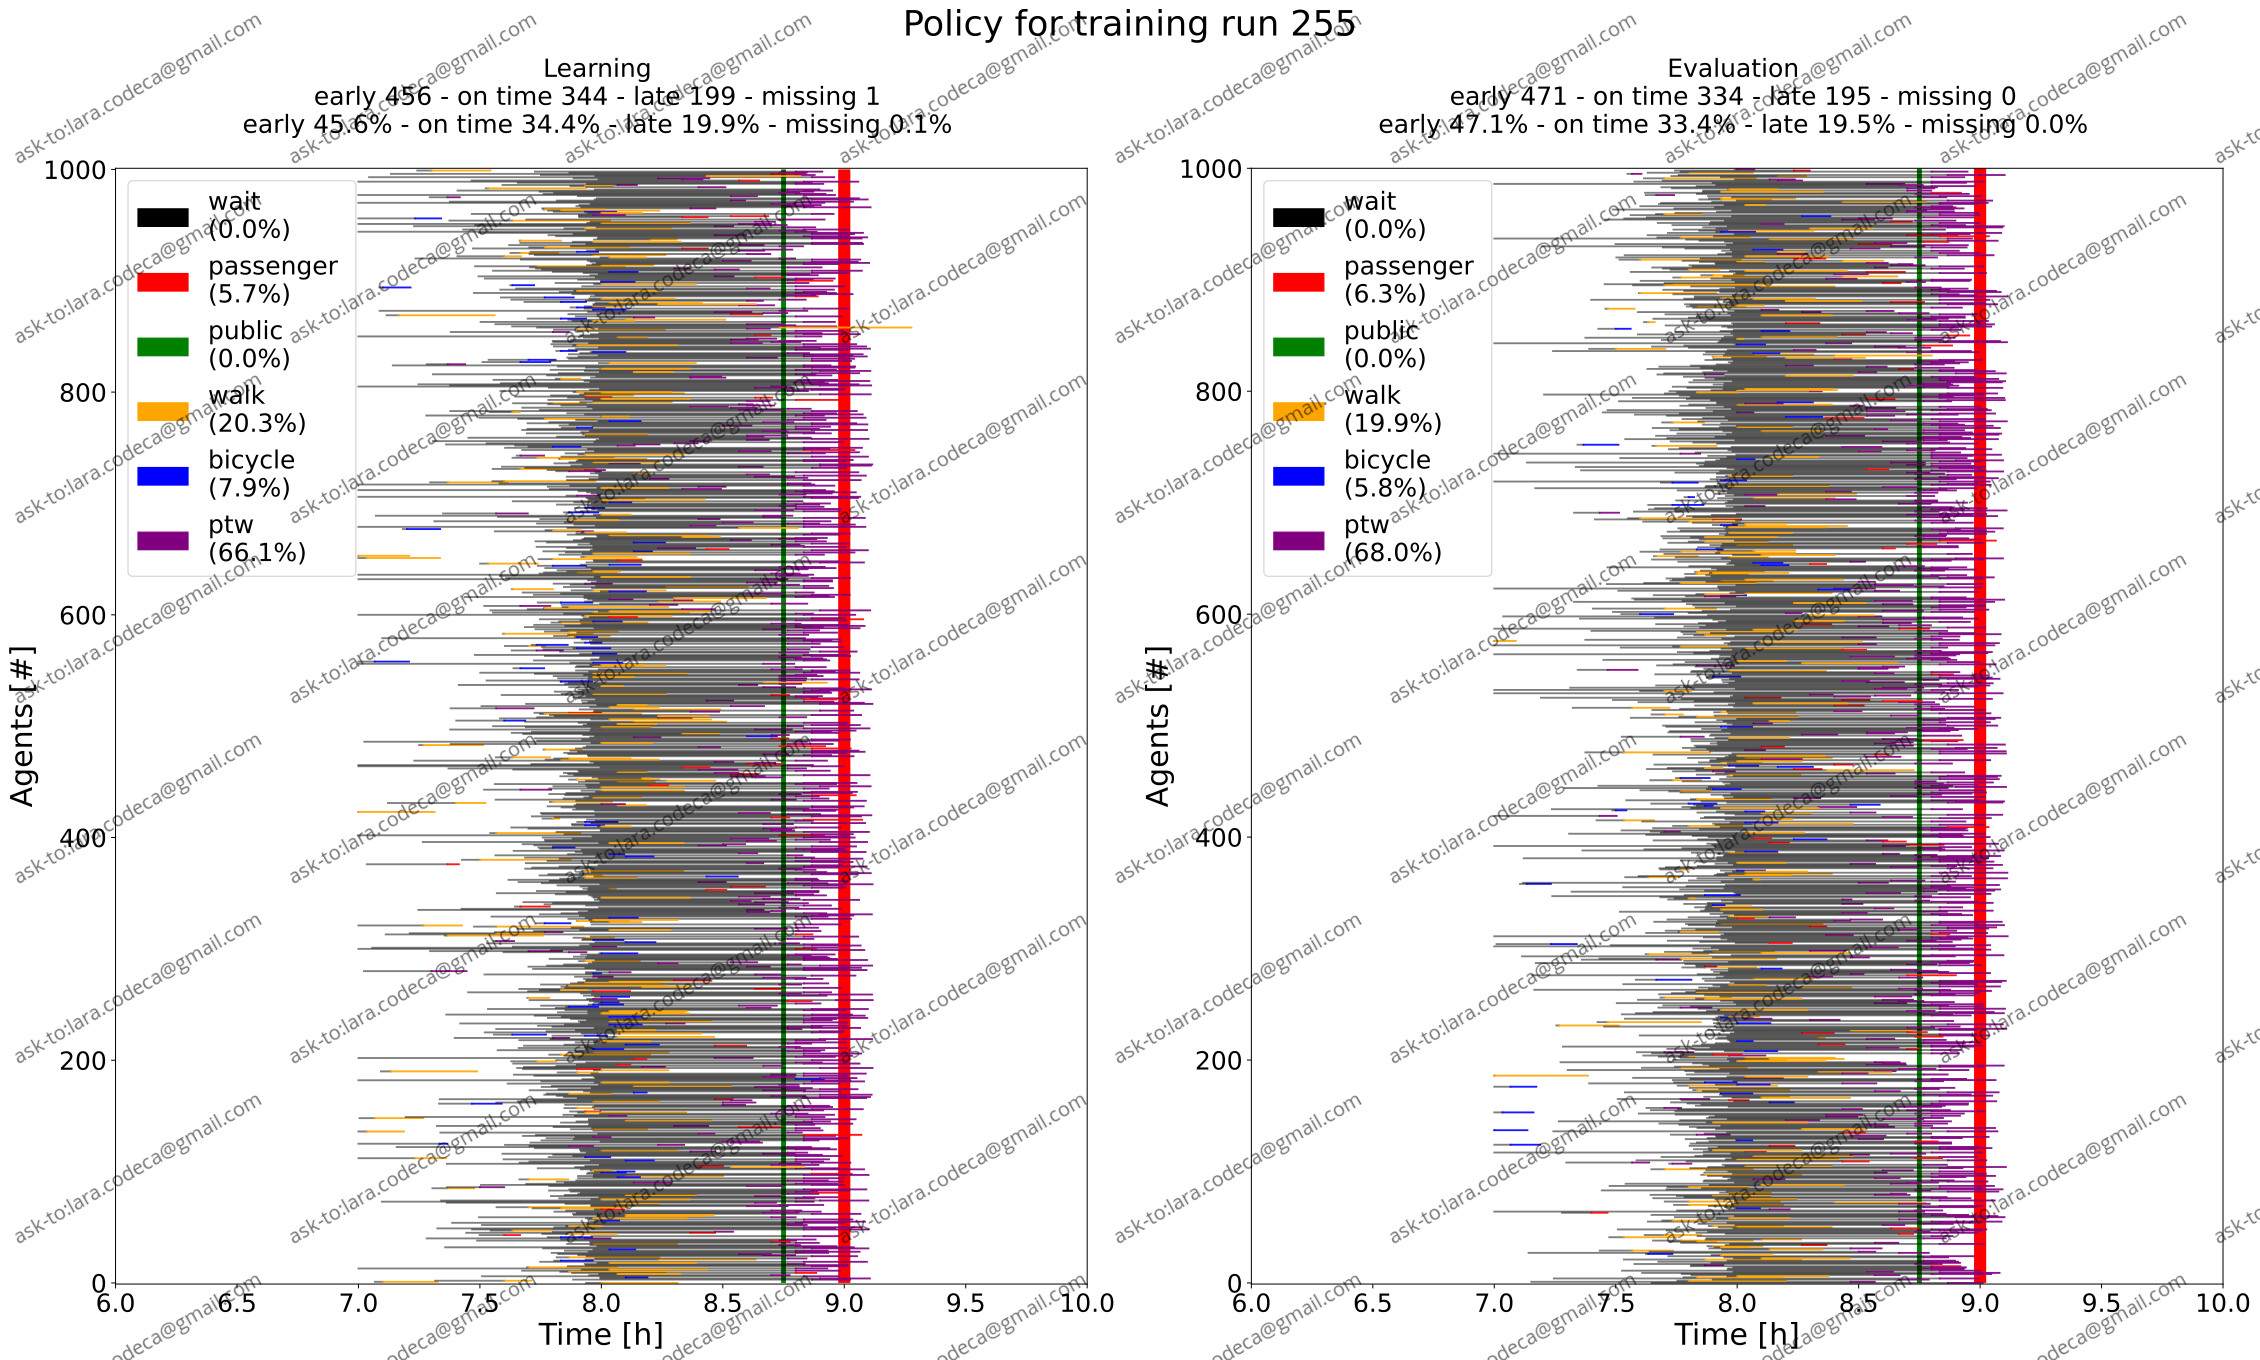 Policy for training run 255
Learning
early 456 - on time 344 - late 199 - missing 1
early 45.6% - on time 34.4% - late 19.9% - missing 0.1%
Evaluation
early 471 - on time 334 - late 195 - missing 0
early 47.1% - on time 33.4% - late 19.5% - missing 0.0%
wait
(0.0%)
passenger
(5.7%)
public
(0.0%)
walk
(20.3%)
bicycle
(7.9%)
ptw
(66.1%)
Agents [#]
1000
800
600
400
200
0
6.0 6.5 7.0 7.5 8.0 8.5 9.0 9.5 10.0
Time [h]
wait
(0.0%)
passenger
(6.3%)
public
(0.0%)
walk
(19.9%)
bicycle
(5.8%)
ptw
(68.0%)
Agents [#]
1000
800
600
400
200
0
6.0 6.5 7.0 7.5 8.0 8.5 9.0 9.5 10.0
Time [h]
ask-to:lara.codeca@gmail.com